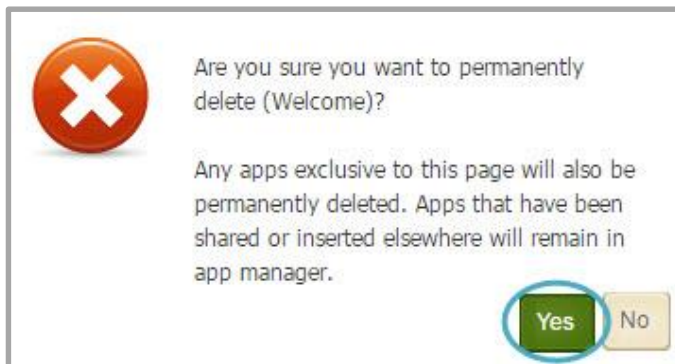 Are you sure you want to permanently
delete (Welcome)?
Any apps exclusive to this page will also be
permanently deleted. Apps that have been
shared or inserted elsewhere will remain in
app manager.
Yes
No